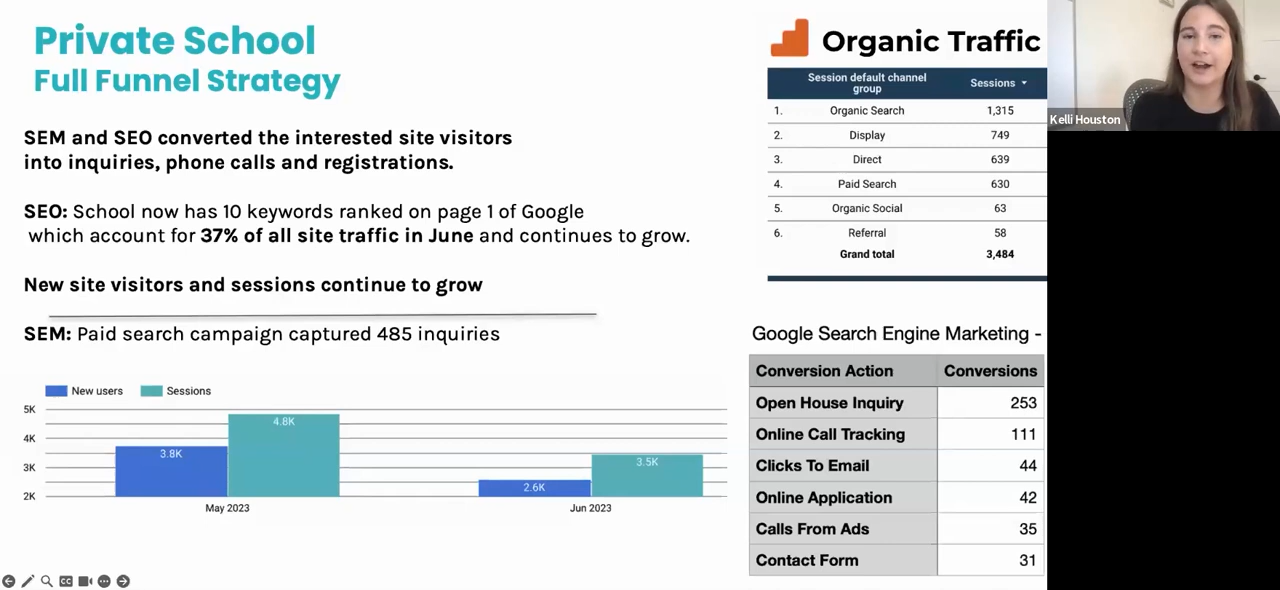 Private School
Full Funnel Strategy
SEM and SEO converted the interested site visitors
into inquiries, phone calls and registrations.
SEO: School now has 10 keywords ranked on page 1 of Google
which account for 37% of all site traffic in June and continues to grow.
New site visitors and sessions continue to grow
SEM: Paid search campaign captured 485 inquiries
New users Sessions
5K
4K
3K
2K
3.8K
4.8K
2.6K
3.5K
May 2023
Jun 2023
Organic Traffic
Session default channel
group
Sessions
1. Organic Search 1,315
2. Display 749
3. Direct 639
4. Paid Search 630
5. Organic Social 63
6. Referral 58
Grand total 3,484
Google Search Engine Marketing -
Conversion Action Conversions
Open House Inquiry 253
Online Call Tracking 111
Clicks To Email 44
Online Application 42
Calls From Ads 35
Contact Form 31
Kelli Houston
CC